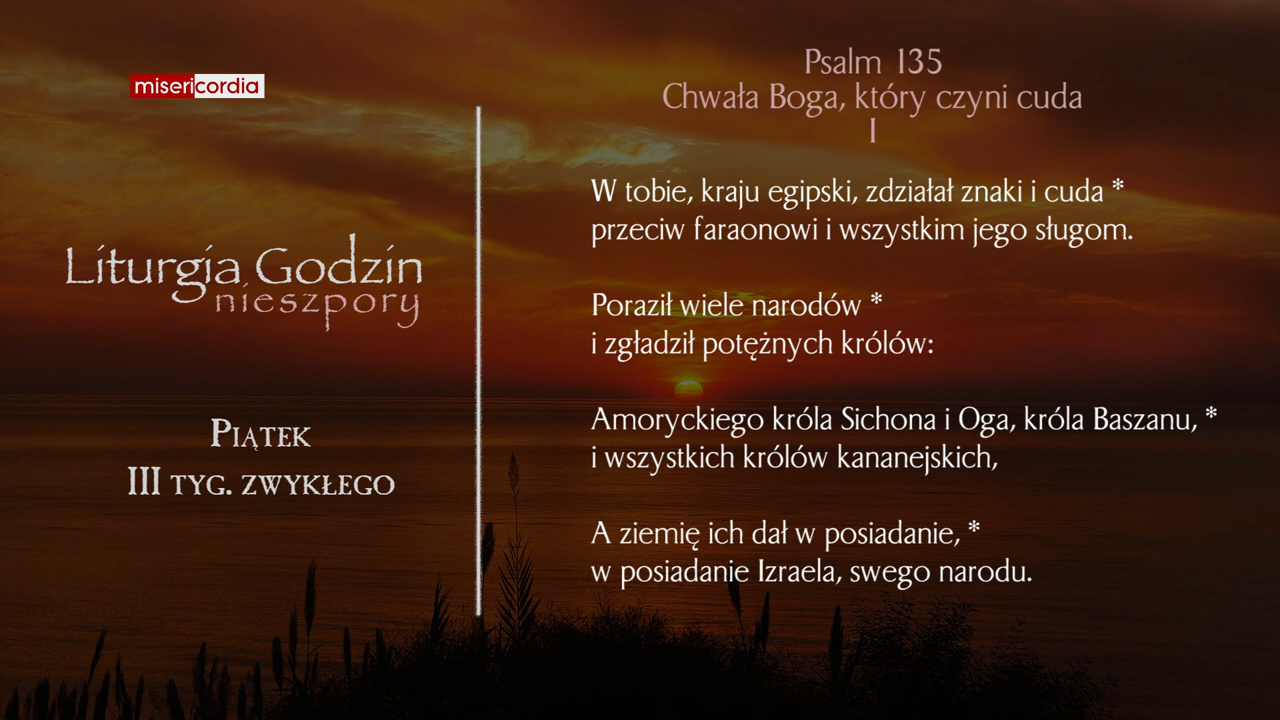 misericordia
Liturgia Godzin
nieszpory
Piątek
III tyg. zwykłego
Psalm 135
Chwała Boga, który czyni cuda
I
W tobie, kraju egipski, zdziałał znaki i cuda *
przeciw faraonowi i wszystkim jego sługom.
Poraził wiele narodów *
i zgładził potężnych królów:
Amoryckiego króla Sichona i Oga, króla Baszanu, *
i wszystkich królów kananejskich,
A ziemię ich dał w posiadanie, *
w posiadanie Izraela, swego narodu.